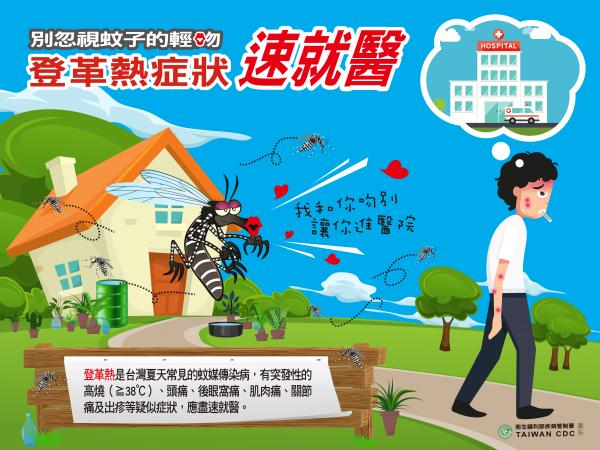 別忽視蚊子的輕吻
登革熱症狀 速就醫
HOSPITAL
我和你吻別
讓你進醫院
登革熱是台灣夏天常見的蚊媒傳染病，有突發性的
高燒（≧38℃）、頭痛、後眼窩痛、肌肉痛、關節
痛及出疹等疑似症狀，應盡速就醫。
衛生福利部疾病管制署
TAIWAN CDC
廣告